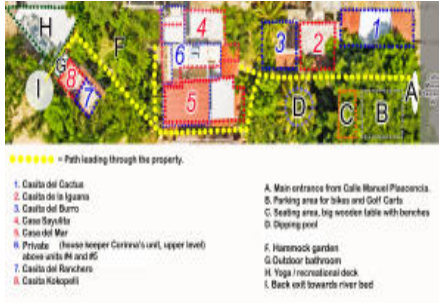 H
F
4
6
3
2
1
I
G
8
7
5
D
C
B
A
= Path leading through the property.
1. Casita del Cactus
2. Casita de la Iguana
3. Casita del Burro
4. Casa Sayulita
5. Casa del Mar
6. Private (house keeper Corinna's unit, upper level)
above units #4 and #5
7. Casita del Ranchero
8. Casita Kokopelli
A. Main entrance from Calle Manuel Plascencia.
B. Parking area for bikes and Golf Carts
C. Seating area, big wooden table with benches
D. Dipping pool
F. Hammock garden
G. Outdoor bathroom
H. Yoga / recreational deck
I. Back exit towards river bed